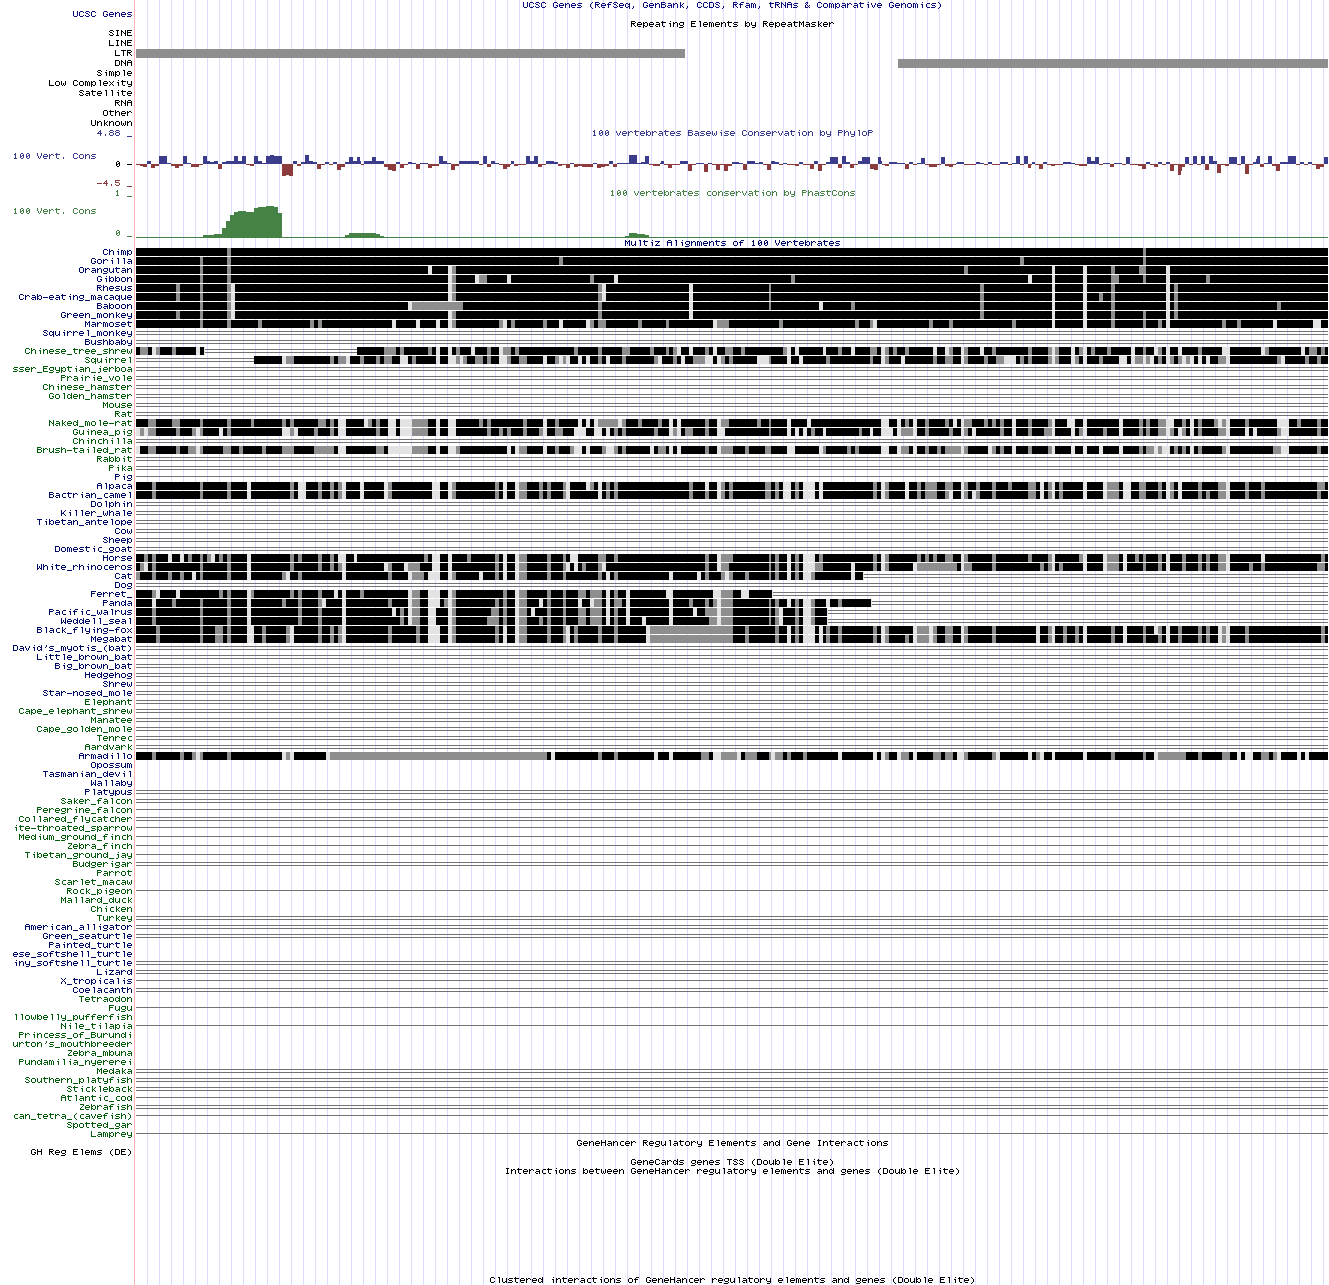 UCSC Genes (RefSeq, GenBank, CCDS, Rfam, tRNAs & Comparative Genomics)
UCSC Genes
Repeating Elements by RepeatMasker
SINE
LINE
LTR
DNA
Simple
Low Complexity
Satellite
RNA
Other
Unknown
4.88 _
100 vertebrates Basewise Conservation by PhyloP
100 Vert. Cons
0 _
-4.5 _
100 vertebrates conservation by PhastCons
1 _
100 Vert. Cons
0 _
Multiz Alignments of 100 Vertebrates
Chimp
Gorilla
Orangutan
Gibbon
Rhesus
Crab-eating_macaque
Baboon
Green_monkey
Marmoset
Squirrel_monkey
Bushbaby
Chinese_tree_shrew
Squirrel
sser_Egyptian_jerboa
Prairie_vole
Chinese_hamster
Golden_hamster
Mouse
Rat
Naked_mole-rat
Guinea_pig
Chinchilla
Brush-tailed_rat
Rabbit
Pika
Pig
Alpaca
Bactrian_camel
Dolphin
Killer_whale
Tibetan_antelope
Cow
Sheep
Domestic_goat
Horse
White_rhinoceros
Cat
Dog
Ferret_
Panda
Pacific_walrus
Weddell_seal
Black_flying-fox
Megabat
David's_myotis_(bat)
Little_brown_bat
Big_brown_bat
Hedgehog
Shrew
Star-nosed_mole
Elephant
Cape_elephant_shrew
Manatee
Cape_golden_mole
Tenrec
Aardvark
Armadillo
Opossum
Tasmanian_devil
Wallaby
Platypus
Saker_falcon
Peregrine_falcon
Collared_flycatcher
ite-throated_sparrow
Medium_ground_finch
Zebra_finch
Tibetan_ground_jay
Budgerigar
Parrot
Scarlet_macaw
Rock_pigeon
Mallard_duck
Chicken
Turkey
American_alligator
Green_seaturtle
Painted_turtle
ese_softshell_turtle
iny_softshell_turtle
Lizard
X_tropicalis
Coelacanth
Tetraodon
Fugu
llowbelly_pufferfish
Nile_tilapia
Princess_of_Burundi
urton's_mouthbreeder
Zebra_mbuna
Pundamilia_nyererei
Medaka
Southern_platyfish
Stickleback
Atlantic_cod
Zebrafish
can_tetra_(cavefish)
Spotted_gar
Lamprey
GeneHancer Regulatory Elements and Gene Interactions
GH Reg Elems (DE)
GeneCards genes TSS (Double Elite)
Interactions between GeneHancer regulatory elements and genes (Double Elite)
Clustered interactions of GeneHancer regulatory elements and genes (Double Elite)